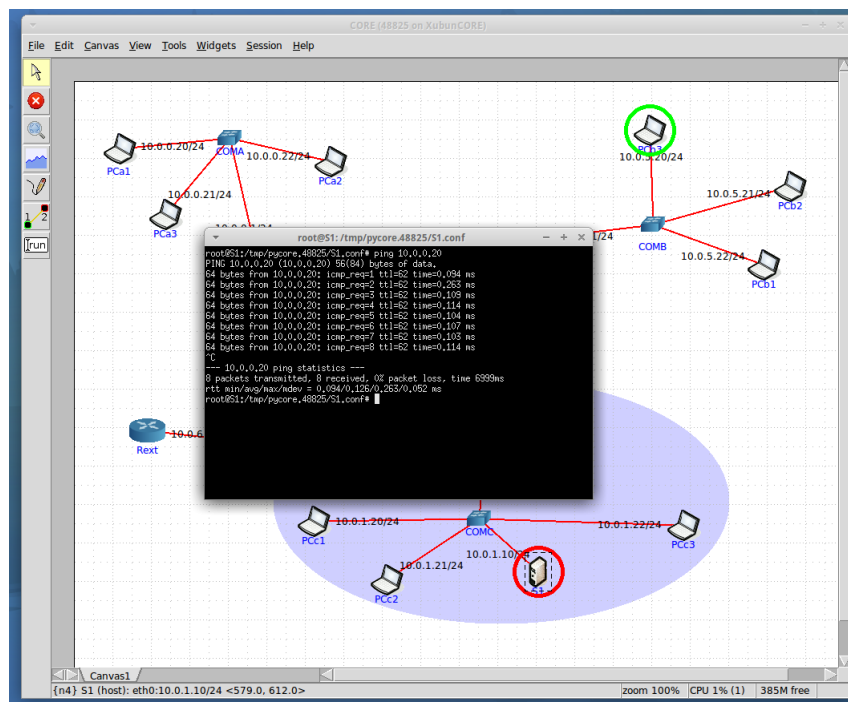 CORE (48825 on XubunCORE)
File Edit Canvas View Tools Widgets Session Help
10.0.0.20/24
COMA
10.0.0.22/24
PCa1
PCa2
10.0.0.21/24
PCa3
PCb3
10.0.5.20/24
10.0.5.21/24
PCb2
1/24
COMB
10.0.5.22/24
PCb1
1 2
run
root@S1: /tmp/pycore.48825/S1.conf
root@S1:/tmp/pycore.48825/S1.conf# ping 10.0.0.20
PING 10.0.0.20 (10.0.0.20) 56(84) bytes of data.
64 bytes from 10.0.0.20: icmp_req=1 ttl=62 time=0.094 ms
64 bytes from 10.0.0.20: icmp_req=2 ttl=62 time=0.263 ms
64 bytes from 10.0.0.20: icmp_req=3 ttl=62 time=0.109 ms
64 bytes from 10.0.0.20: icmp_req=4 ttl=62 time=0.114 ms
64 bytes from 10.0.0.20: icmp_req=5 ttl=62 time=0.104 ms
64 bytes from 10.0.0.20: icmp_req=6 ttl=62 time=0.107 ms
64 bytes from 10.0.0.20: icmp_req=7 ttl=62 time=0.103 ms
64 bytes from 10.0.0.20: icmp_req=8 ttl=62 time=0.114 ms
^C
--- 10.0.0.20 ping statistics ---
8 packets transmitted, 8 received, 0% packet loss, time 6999ms
rtt min/avg/max/mdev = 0.094/0.126/0.263/0.052 ms
root@S1:/tmp/pycore.48825/S1.conf#
10.0.6
Rext
10.0.1.20/24
PCc1
COMC
10.0.1.22/24
PCc3
10.0.1.10/24
10.0.1.21/24
PCc2
S1
Canvas1
{n4} S1 (host): eth0:10.0.1.10/24 <579.0, 612.0>
zoom 100%
CPU 1% (1)
385M free